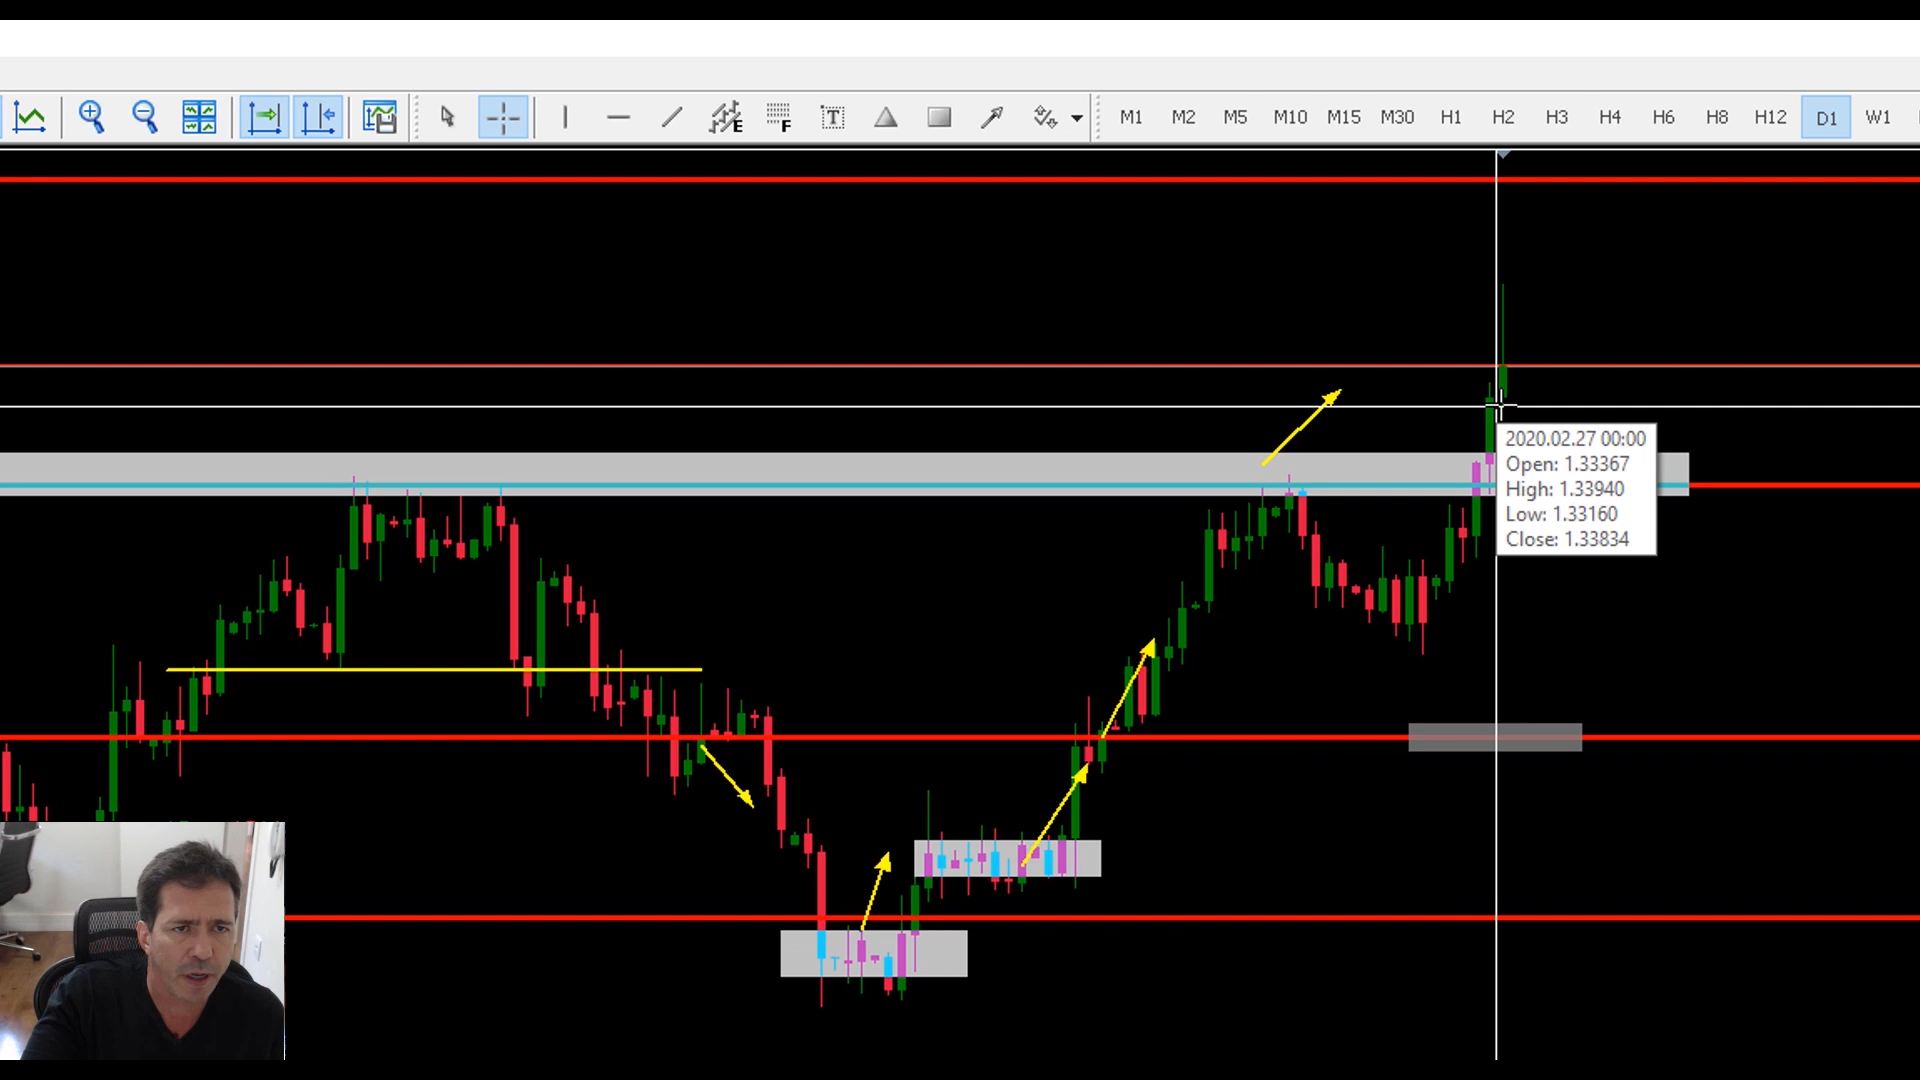 E
F
T
M1 M2 M5 M10 M15 M30 H1 H2 H3 H4 H6 H8 H12 D1 W1
2020.02.27 00:00
Open: 1.33367
High: 1.33940
Low: 1.33160
Close: 1.33834